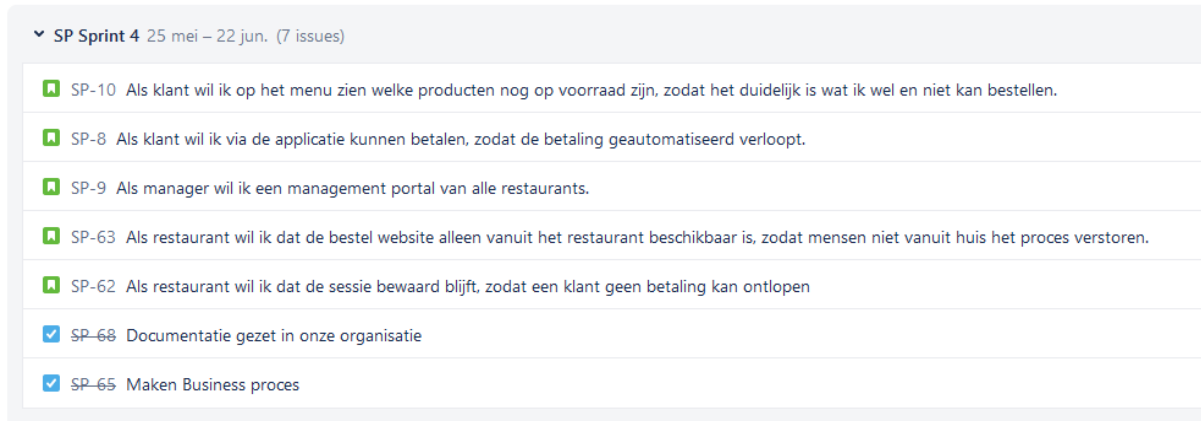 SP Sprint 4 25 mei – 22 jun. (7 issues)
SP-10 Als klant wil ik op het menu zien welke producten nog op voorraad zijn, zodat het duidelijk is wat ik wel en niet kan bestellen.
SP-8 Als klant wil ik via de applicatie kunnen betalen, zodat de betaling geautomatiseerd verloopt.
SP-9 Als manager wil ik een management portal van alle restaurants.
SP-63 Als restaurant wil ik dat de bestel website alleen vanuit het restaurant beschikbaar is, zodat mensen niet vanuit huis het proces verstoren.
SP-62 Als restaurant wil ik dat de sessie bewaard blijft, zodat een klant geen betaling kan ontlopen
SP-68 Documentatie gezet in onze organisatie
SP-65 Maken Business proces